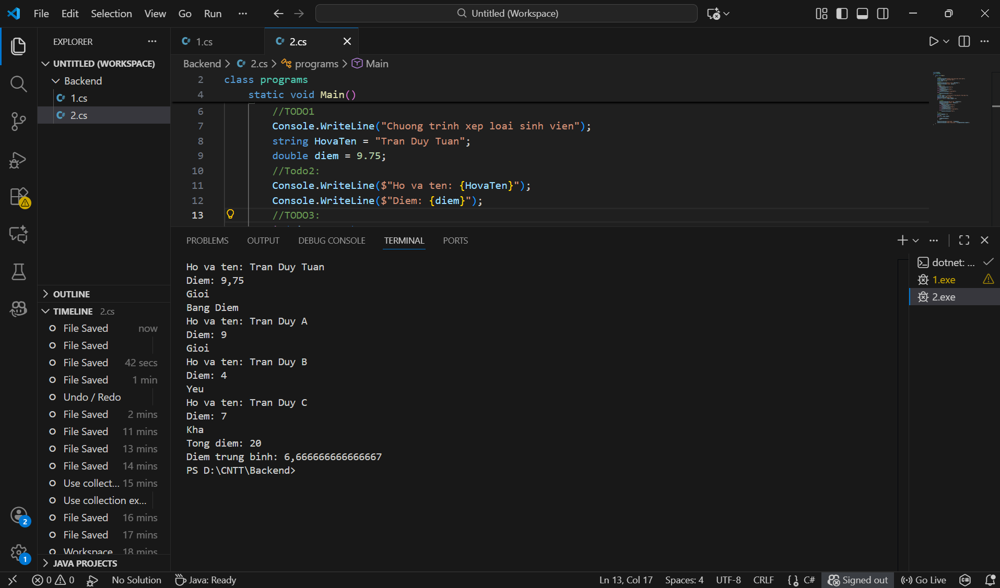 File Edit Selection View Go Run ··· Untitled (Workspace)
EXPLORER
UNTITLED (WORKSPACE)
Backend
C# 1.cs
C# 2.cs
C# 1.cs
C# 2.cs
Backend > C# 2.cs > programs > Main
2 class programs
4 static void Main()
6 //TODO1
7 Console.WriteLine("Chuong trinh xep loai sinh vien");
8 string HovaTen = "Tran Duy Tuan";
9 double diem = 9.75;
10 //Todo2:
11 Console.WriteLine($"Ho va ten: {HovaTen}");
12 Console.WriteLine($"Diem: {diem}");
13 //TODO3:
PROBLEMS OUTPUT DEBUG CONSOLE TERMINAL PORTS
Ho va ten: Tran Duy Tuan
Diem: 9,75
Gioi
Bang Diem
Ho va ten: Tran Duy A
Diem: 9
Gioi
Ho va ten: Tran Duy B
Diem: 4
Yeu
Ho va ten: Tran Duy C
Diem: 7
Kha
Tong diem: 20
Diem trung binh: 6,666666666666667
PS D:\CNTT\Backend>
dotnet: ...
1.exe
2.exe
OUTLINE
TIMELINE 2.cs
File Saved now
File Saved
File Saved 42 secs
File Saved 1 min
Undo / Redo
File Saved 2 mins
File Saved 11 mins
File Saved 13 mins
File Saved 14 mins
Use collect... 15 mins
Use collection ex...
File Saved 16 mins
File Saved 17 mins
Workspace 18 mins
JAVA PROJECTS
2
1
0 0 No Solution Java: Ready Ln 13, Col 17 Spaces: 4 UTF-8 CRLF C# Signed out Go Live